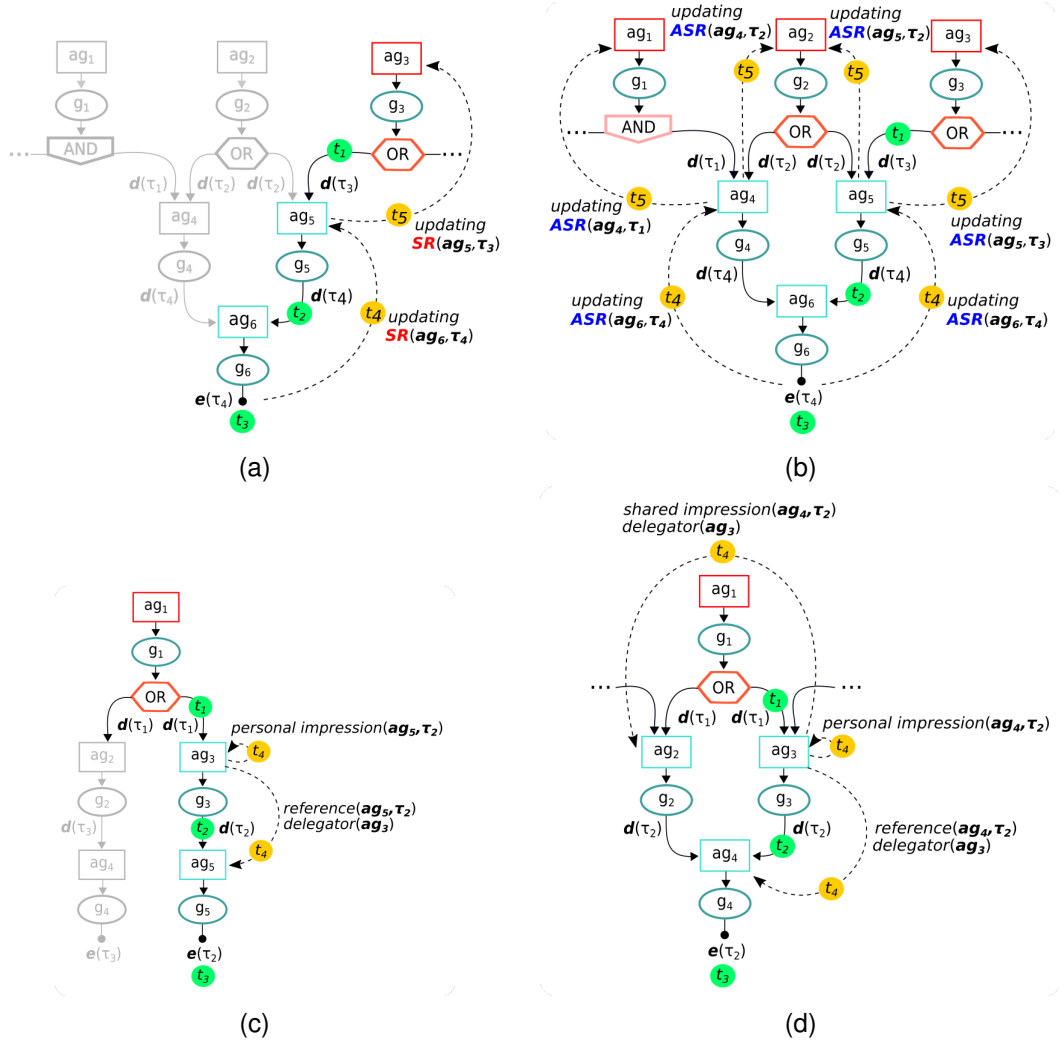 ag1
ag2
ag3
g1
g2
g3
AND
OR
t1
OR
...
...
d(τ1)
d(τ2)
d(τ2)
d(τ3)
ag4
ag5
t5
updating
SR(ag5,τ3)
g4
g5
d(τ4)
d(τ4)
t2
t4
ag6
updating
SR(ag6,τ4)
g6
e(τ4)
t3
(a)
updating
ASR(ag4,τ2)
updating
ASR(ag5,τ2)
ag1
ag2
ag3
t5
t5
g1
g2
g3
...
AND
OR
t1
OR
...
d(τ1)
d(τ2)
d(τ2)
d(τ3)
ag4
ag5
t5
t5
updating
ASR(ag4,τ1)
updating
ASR(ag5,τ3)
g4
g5
d(τ4)
d(τ4)
t4
t2
t4
ag6
updating
ASR(ag6,τ4)
updating
ASR(ag6,τ4)
g6
e(τ4)
t3
(b)
ag1
g1
OR
t1
d(τ1)
d(τ1)
personal impression(ag5,τ2)
ag2
ag3
t4
g2
g3
reference(ag5,τ2)
delegator(ag3)
d(τ3)
t2
d(τ2)
t4
ag4
ag5
g4
g5
e(τ3)
e(τ2)
t3
(c)
shared impression(ag4,τ2)
delegator(ag3)
t4
ag1
g1
...
OR
t1
...
d(τ1)
d(τ1)
personal impression(ag4,τ2)
ag2
ag3
t4
g2
g3
d(τ2)
d(τ2)
reference(ag4,τ2)
delegator(ag3)
t2
ag4
t4
g4
e(τ2)
t3
(d)